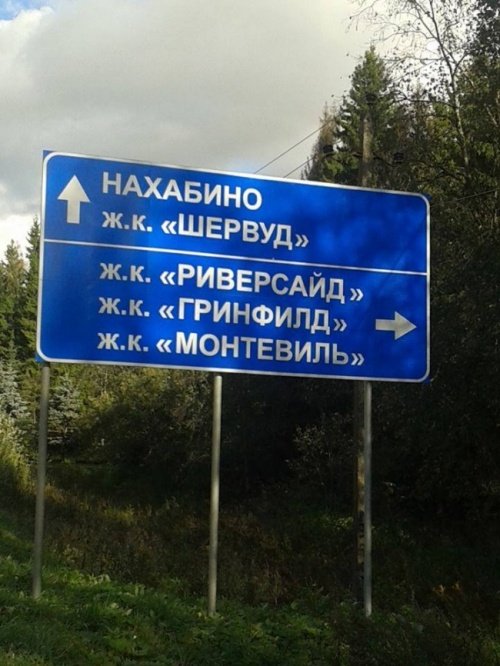 НАХАБИНО
ж.к. «ШЕРВУД»
ж.к. «РИВЕРСАЙД»
ж.к. «ГРИНФИЛД»
ж.к. «МОНТЕВИЛЬ»